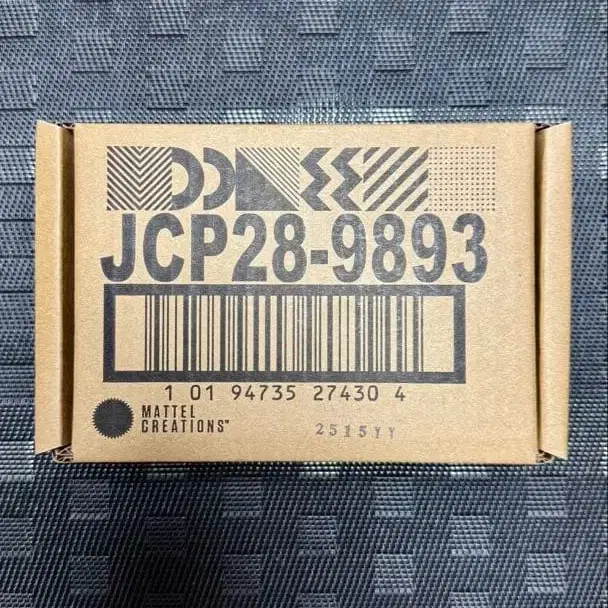 JCP28-9893
1 01 94735 27430 4
MATTEL
CREATIONS™
2515YY